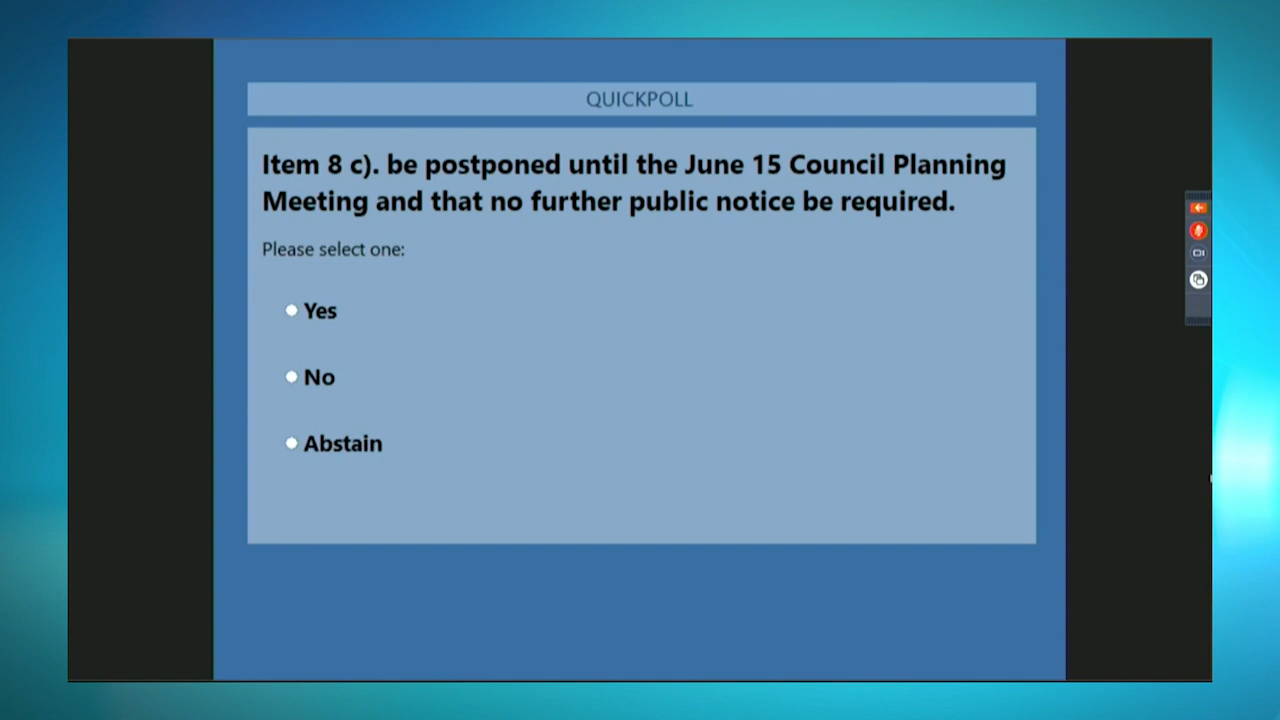 QUICKPOLL
Item 8 c). be postponed until the June 15 Council Planning
Meeting and that no further public notice be required.
Please select one:
Yes
No
Abstain